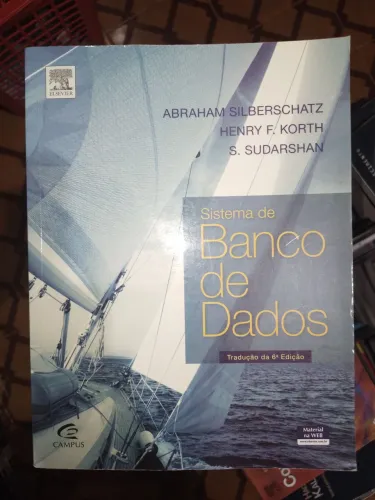 ELSEVIER
ABRAHAM SILBERSCHATZ
HENRY F. KORTH
S. SUDARSHAN
Sistema de
Banco
de
Dados
Tradução da 6ª Edição
Material
na WEB
CAMPUS